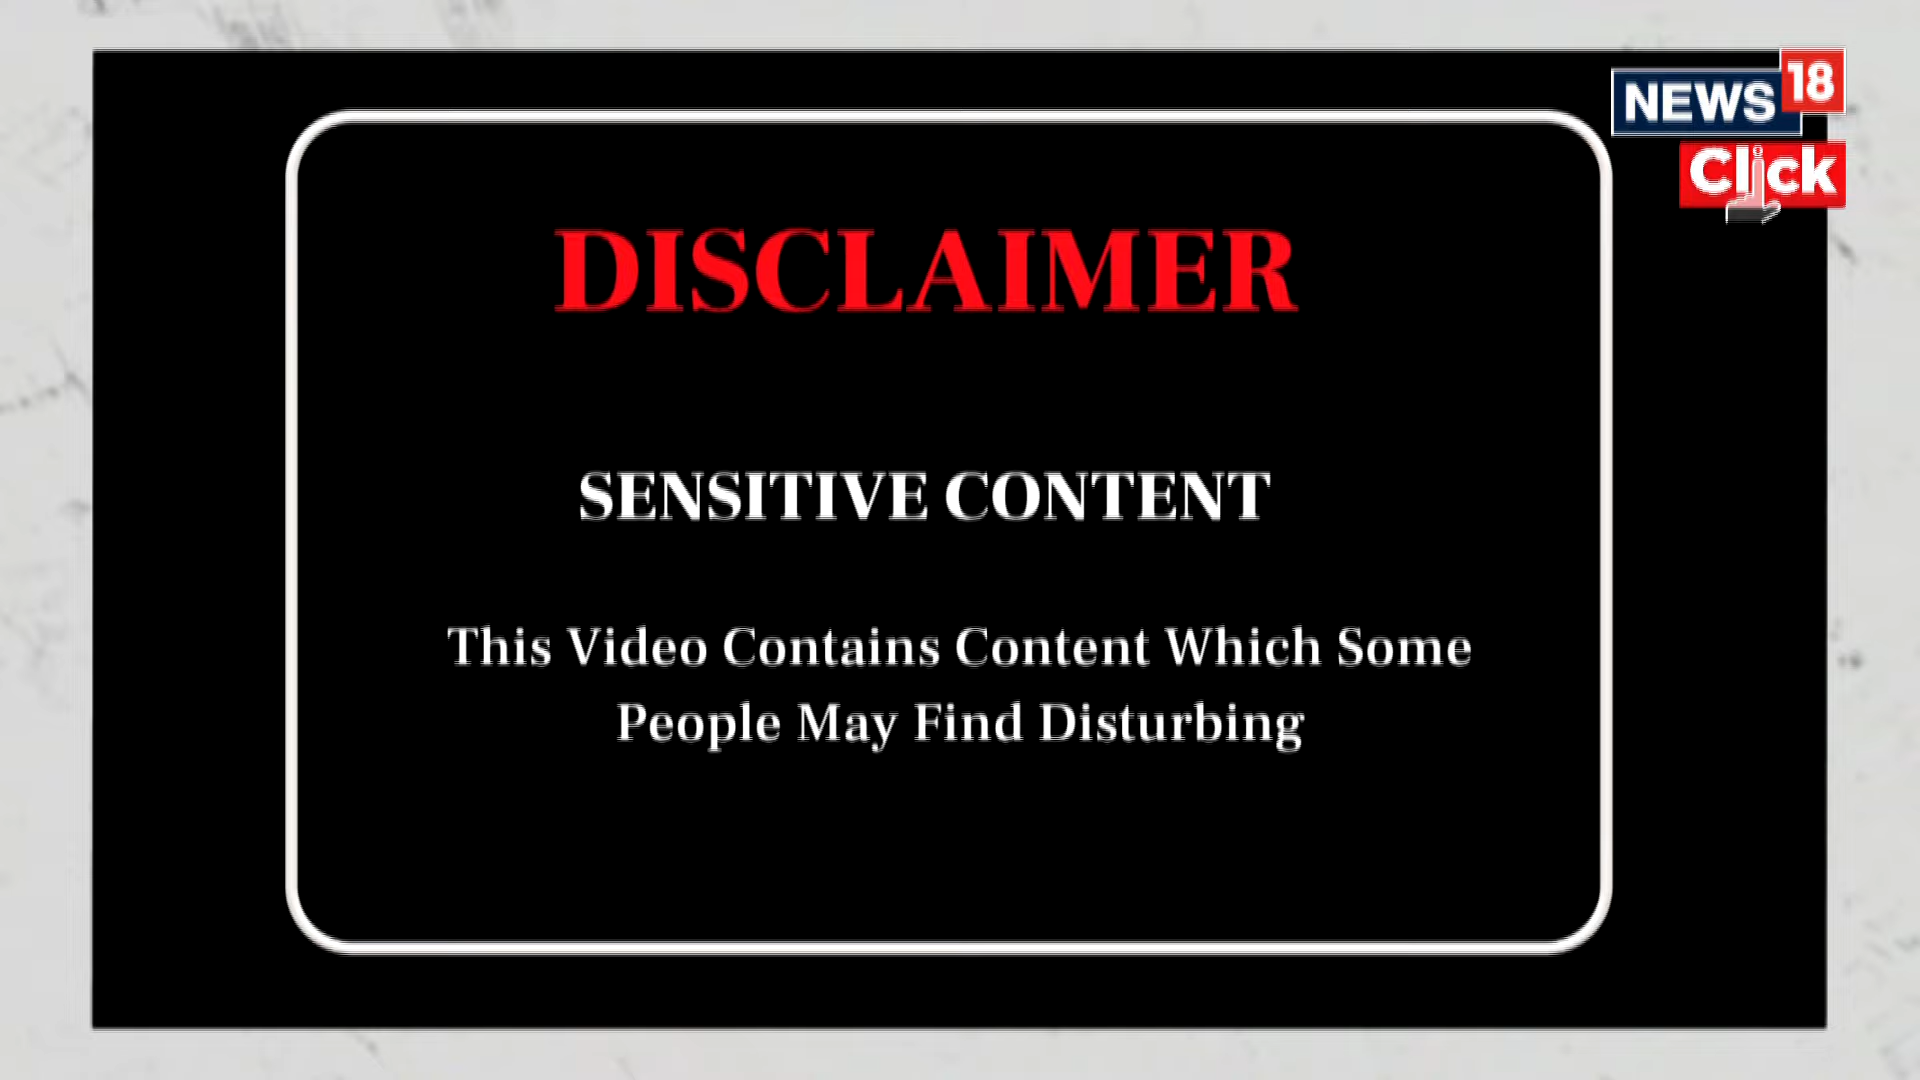 NEWS 18
Click
DISCLAIMER
SENSITIVE CONTENT
This Video Contains Content Which Some
People May Find Disturbing